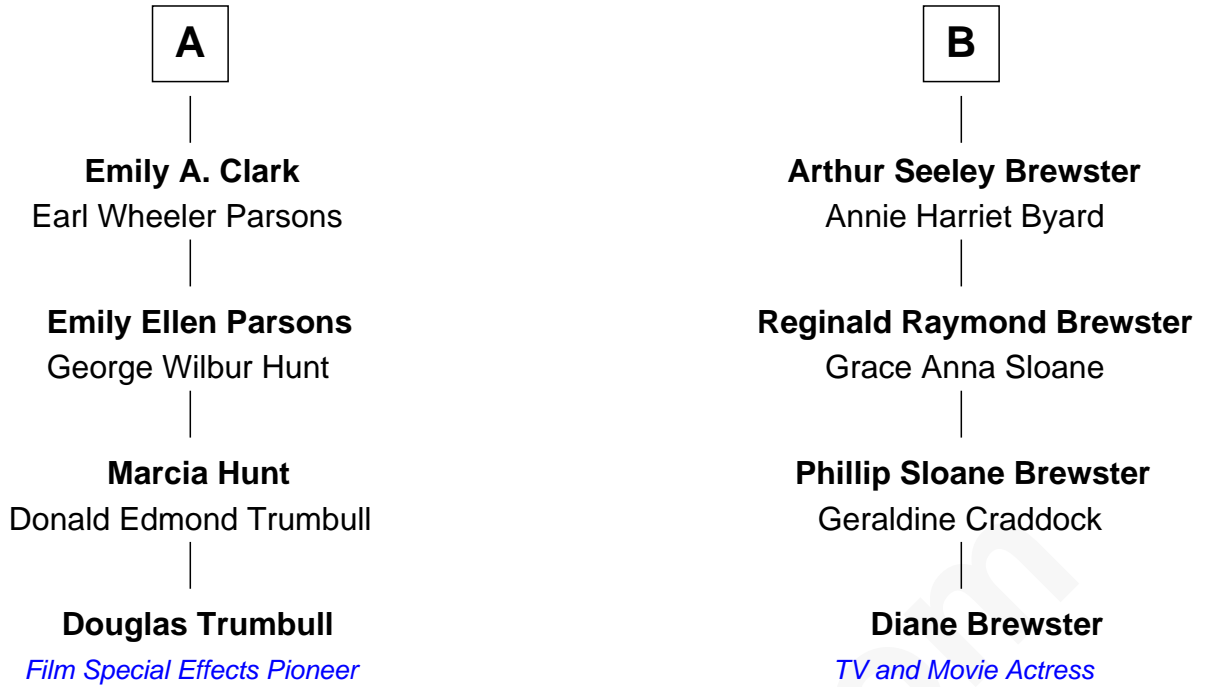 A
Emily A. Clark
Earl Wheeler Parsons
Emily Ellen Parsons
George Wilbur Hunt
Marcia Hunt
Donald Edmond Trumbull
Douglas Trumbull
Film Special Effects Pioneer
B
Arthur Seeley Brewster
Annie Harriet Byard
Reginald Raymond Brewster
Grace Anna Sloane
Phillip Sloane Brewster
Geraldine Craddock
Diane Brewster
TV and Movie Actress